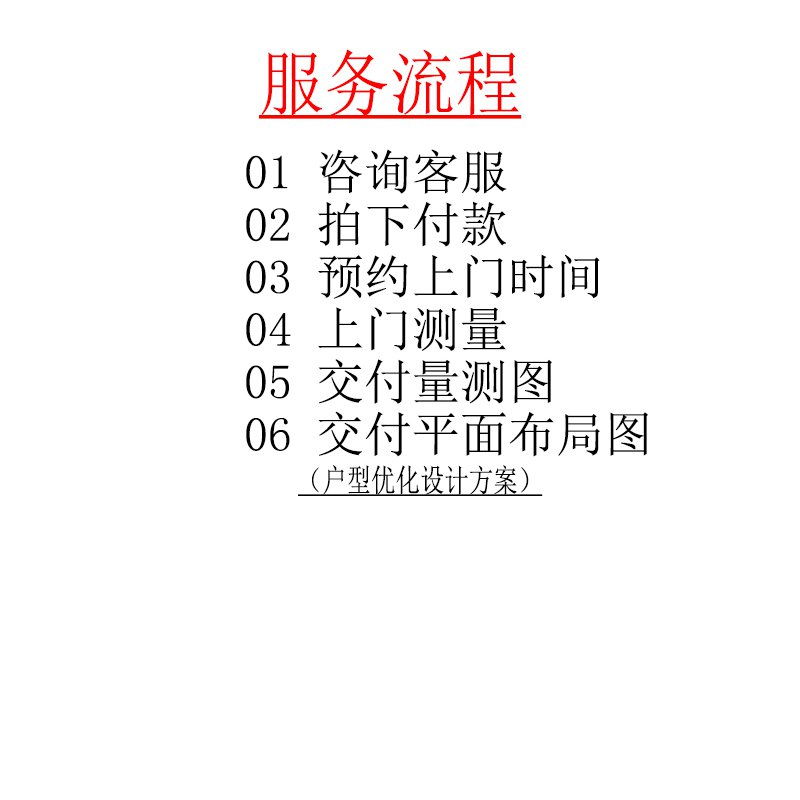 服务流程
01 咨询客服
02 拍下付款
03 预约上门时间
04 上门测量
05 交付量测图
06 交付平面布局图
（户型优化设计方案）